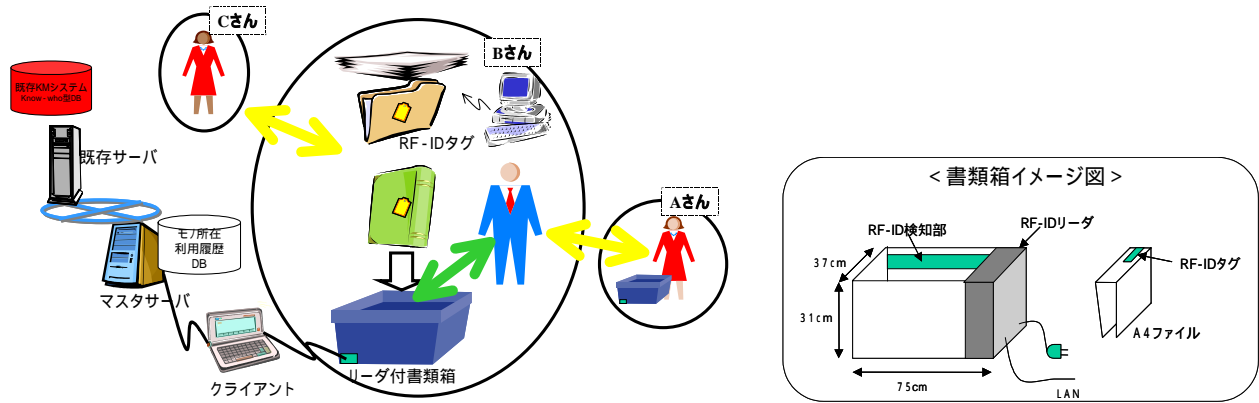 Cさん
Bさん
既存KMシステム
Know-who型DB
RF-IDタグ
既存サーバ
Aさん
モノ所在
利用履歴
DB
マスタサーバ
クライアント
リーダ付書類箱
<書類箱イメージ図>
RF-IDリーダ
RF-ID検知部
37cm
RF-IDタグ
31cm
A4ファイル
75cm
LAN